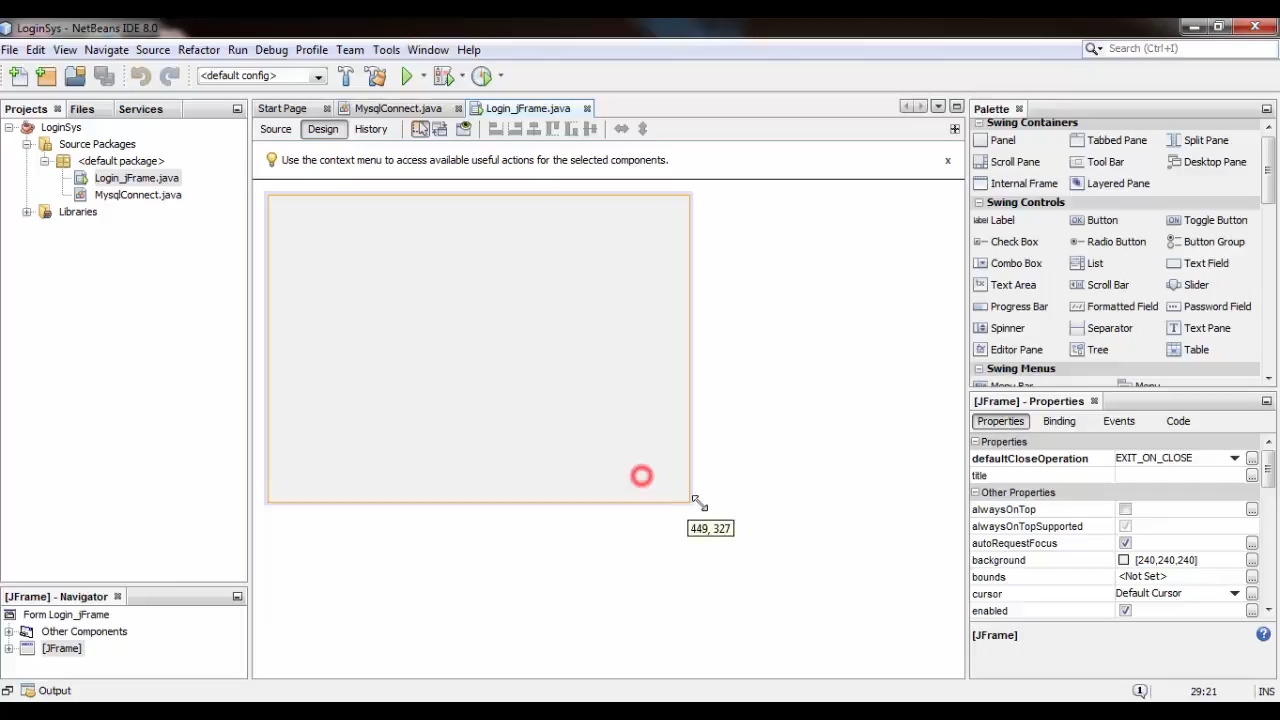 LoginSys - NetBeans IDE 8.0
File Edit View Navigate Source Refactor Run Debug Profile Team Tools Window Help
Search (Ctrl+I)
<default config>
Projects Files Services
Start Page MysqlConnect.java Login_jFrame.java
Palette
LoginSys
Source Packages
<default package>
Login_jFrame.java
MysqlConnect.java
Libraries
Source Design History
Use the context menu to access available useful actions for the selected components.
x
449, 327
Swing Containers
Panel Tabbed Pane Split Pane
Scroll Pane Tool Bar Desktop Pane
Internal Frame Layered Pane
Swing Controls
label Label OK Button ON Toggle Button
Check Box Radio Button Button Group
Combo Box List Text Field
Text Area Scroll Bar Slider
Progress Bar Formatted Field Password Field
Spinner Separator T Text Pane
Editor Pane Tree Table
Swing Menus
Menu Bar Menu
[JFrame] - Properties
Properties Binding Events Code
Properties
defaultCloseOperation EXIT_ON_CLOSE
title
Other Properties
alwaysOnTop
alwaysOnTopSupported
autoRequestFocus
background [240,240,240]
bounds <Not Set>
cursor Default Cursor
enabled
[JFrame]
[JFrame] - Navigator
Form Login_jFrame
Other Components
[JFrame]
Output
1 29:21 INS